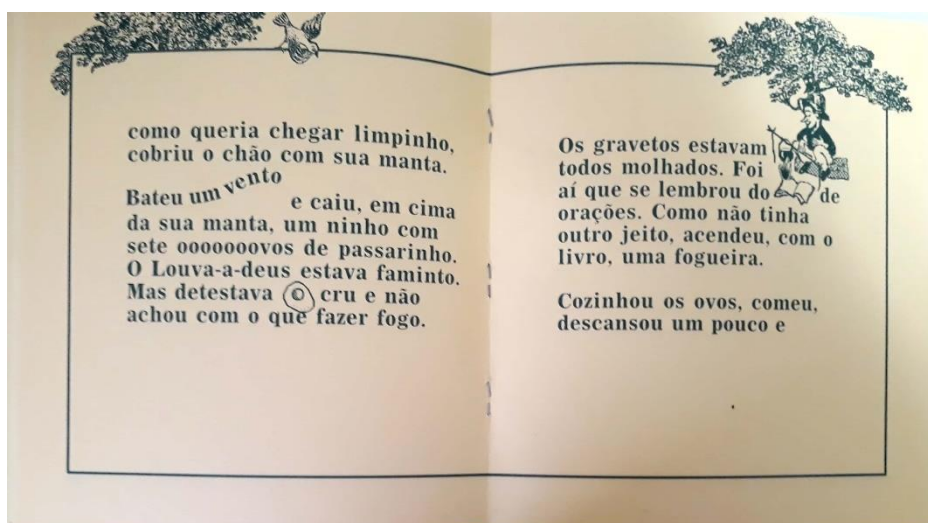 como queria chegar limpinho,
cobriu o chão com sua manta.
Bateu um vento
e caiu, em cima
da sua manta, um ninho com
sete ooooooovos de passarinho.
O Louva-a-deus estava faminto.
Mas detestava o cru e não
achou com o que fazer fogo.
Os gravetos estavam
todos molhados. Foi
aí que se lembrou do de
orações. Como não tinha
outro jeito, acendeu, com o
livro, uma fogueira.
Cozinhou os ovos, comeu,
descansou um pouco e